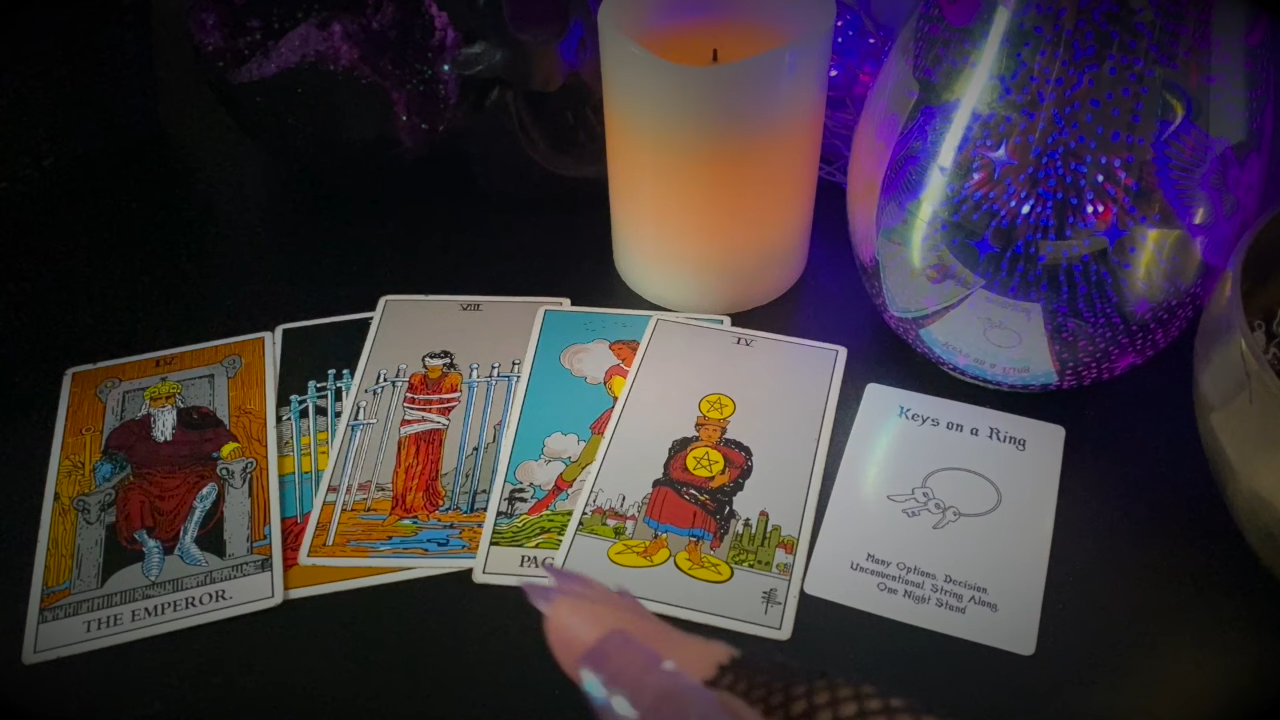 IV
THE EMPEROR.
VIII
PAG
IV
Keys on a Ring
Many Options, Decision,
Unconventional, String Along,
One Night Stand